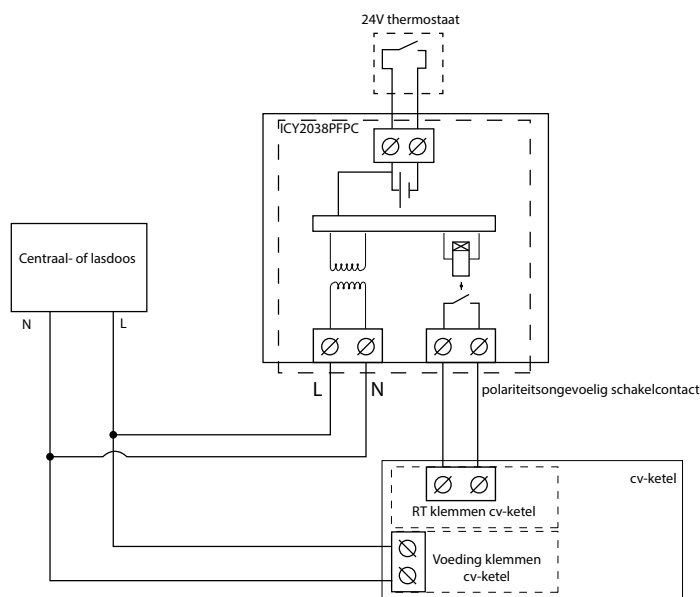 24V thermostaat
ICY2038PFPC
Centraal- of lasdoos
N
L
L
N
polariteitsongevoelig schakelcontact
cv-ketel
RT klemmen cv-ketel
Voeding klemmen
cv-ketel